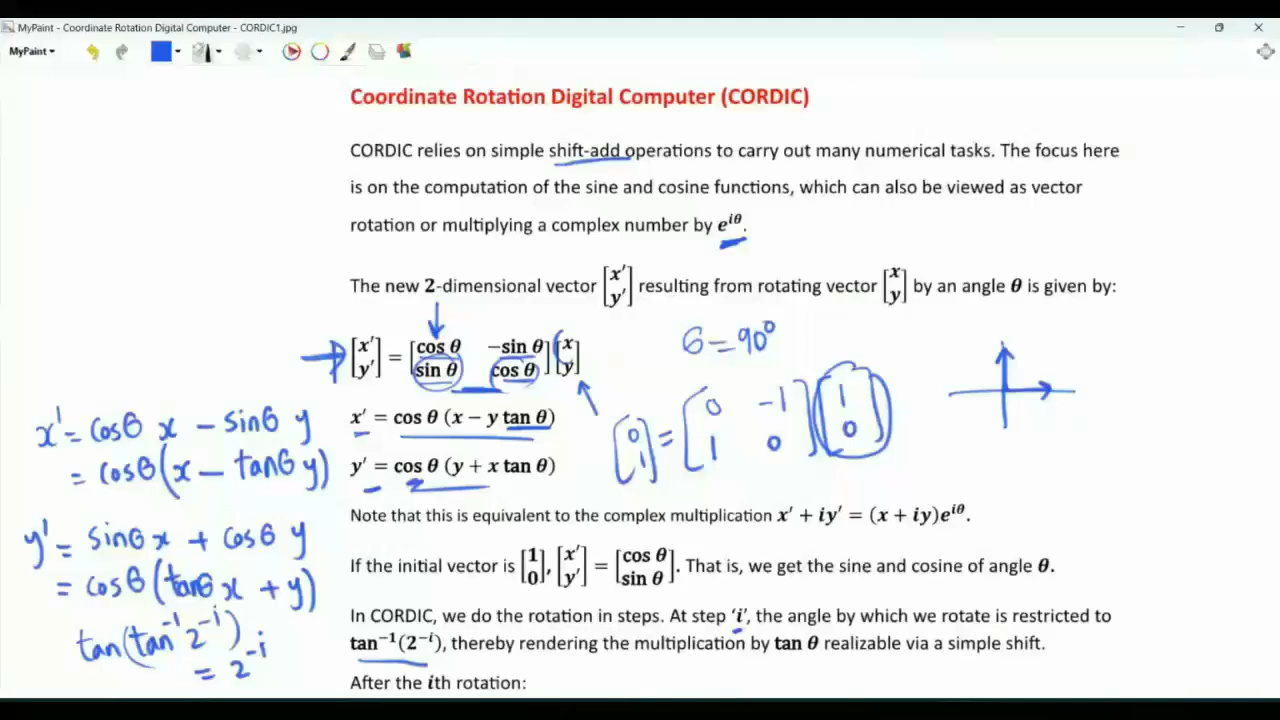 MyPaint - Coordinate Rotation Digital Computer - CORDIC1.jpg
MyPaint
Coordinate Rotation Digital Computer (CORDIC)
CORDIC relies on simple shift-add operations to carry out many numerical tasks. The focus here
is on the computation of the sine and cosine functions, which can also be viewed as vector
rotation or multiplying a complex number by e^{iθ}.
The new 2-dimensional vector [x' y'] resulting from rotating vector [x y] by an angle θ is given by:
[x' y'] = [cos θ −sin θ sin θ cos θ] [x y]
θ = 90°
x' = cos θ (x − y tan θ)
[0 1] = [0 −1 1 0] [1 0]
y' = cos θ (y + x tan θ)
x' = cosθ x − sinθ y
= cosθ(x − tanθ y)
Note that this is equivalent to the complex multiplication x' + iy' = (x + iy)e^{iθ}.
y' = sinθ x + cosθ y
= cosθ(tanθ x + y)
If the initial vector is [1 0], [x' y'] = [cos θ sin θ]. That is, we get the sine and cosine of angle θ.
In CORDIC, we do the rotation in steps. At step 'i', the angle by which we rotate is restricted to
tan⁻¹(2⁻ⁱ), thereby rendering the multiplication by tan θ realizable via a simple shift.
tan(tan⁻¹ 2⁻ⁱ)
= 2⁻ⁱ
After the ith rotation: